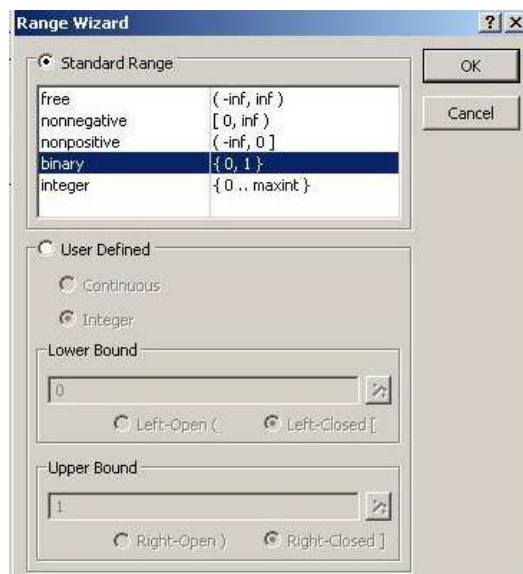 Range Wizard
Standard Range
OK
free ( -inf, inf )
nonnegative [ 0, inf )
Cancel
nonpositive (-inf, 0 ]
binary { 0, 1 }
integer { 0 .. maxint }
User Defined
Continuous
Integer
Lower Bound
0
Left-Open ( Left-Closed [
Upper Bound
1
Right-Open ) Right-Closed ]